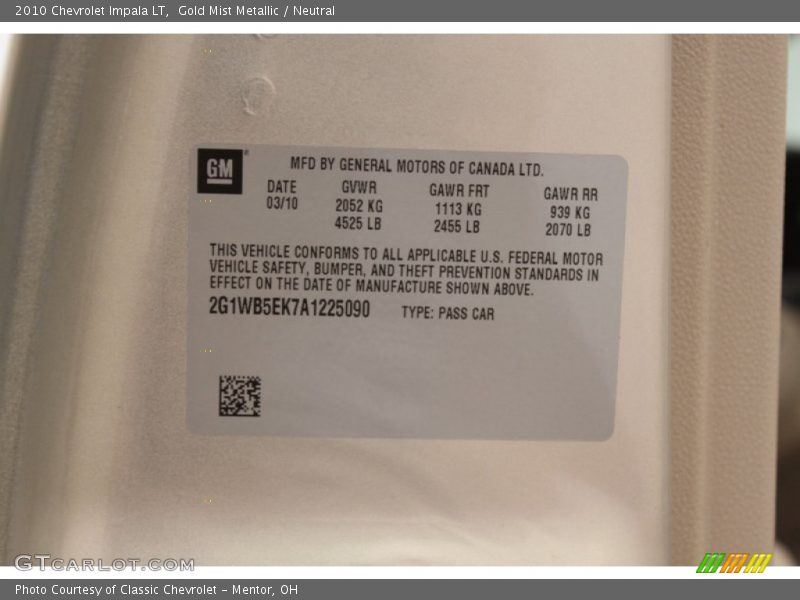 2010 Chevrolet Impala LT,  Gold Mist Metallic / Neutral
GM
MFD BY GENERAL MOTORS OF CANADA LTD.
DATE GVWR GAWR FRT GAWR RR
03/10 2052 KG 1113 KG 939 KG
4525 LB 2455 LB 2070 LB
THIS VEHICLE CONFORMS TO ALL APPLICABLE U.S. FEDERAL MOTOR
VEHICLE SAFETY, BUMPER, AND THEFT PREVENTION STANDARDS IN
EFFECT ON THE DATE OF MANUFACTURE SHOWN ABOVE.
2G1WB5EK7A1225090 TYPE: PASS CAR
GTCARLOT.COM
Photo Courtesy of Classic Chevrolet - Mentor, OH